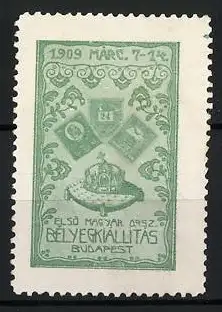 1909 MÁRC. 7-14.
ELSŐ MAGYAR ORSZ.
BÉLYEGKIÁLLITÁS
BUDAPEST